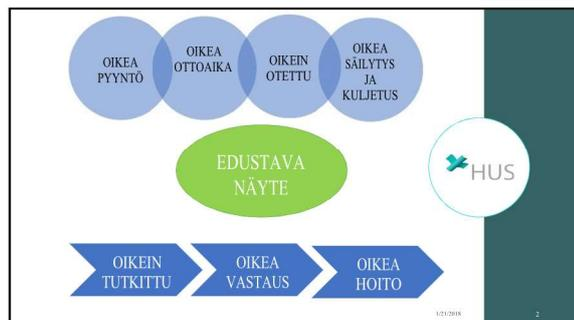 OIKEA
PYYNTÖ
OIKEA
OTTOAIKA
OIKEIN
OTETTU
OIKEA
SÄILYTYS
JA
KULJETUS
EDUSTAVA
NÄYTE
HUS
OIKEIN
TUTKITTU
OIKEA
VASTAUS
OIKEA
HOITO
1/21/2018
2